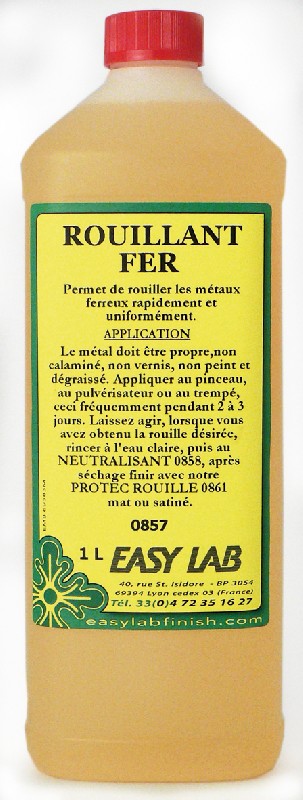 ROUILLANT
FER
Permet de rouiller les métaux
ferreux rapidement et
uniformément.
APPLICATION
Le métal doit être propre,non
calaminé, non vernis, non peint et
dégraissé. Appliquer au pinceau,
au pulvérisateur ou au trempé,
ceci fréquemment pendant 2 à 3
jours. Laissez agir, lorsque vous
avez obtenu la rouille désirée,
rincer à l'eau claire, puis au
NEUTRALISANT 0858, après
séchage finir avec notre
PROTEC ROUILLE 0861
mat ou satiné.
0857
1 L EASY LAB
40, rue St. Isidore - BP 3854
69394 Lyon cedex 03 (France)
Tél. 33(0)4 72 35 16 27
easylabfinish.com